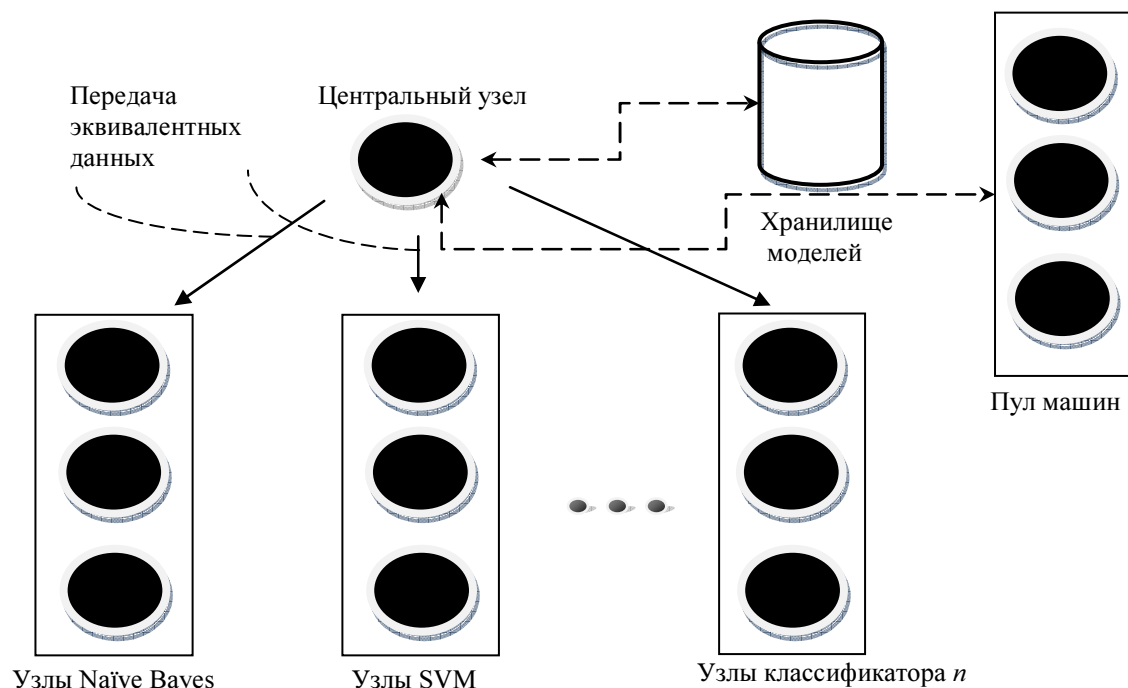 Передача
эквивалентных
данных
Центральный узел
Хранилище
моделей
Пул машин
Узлы Naïve Bayes
Узлы SVM
Узлы классификатора n